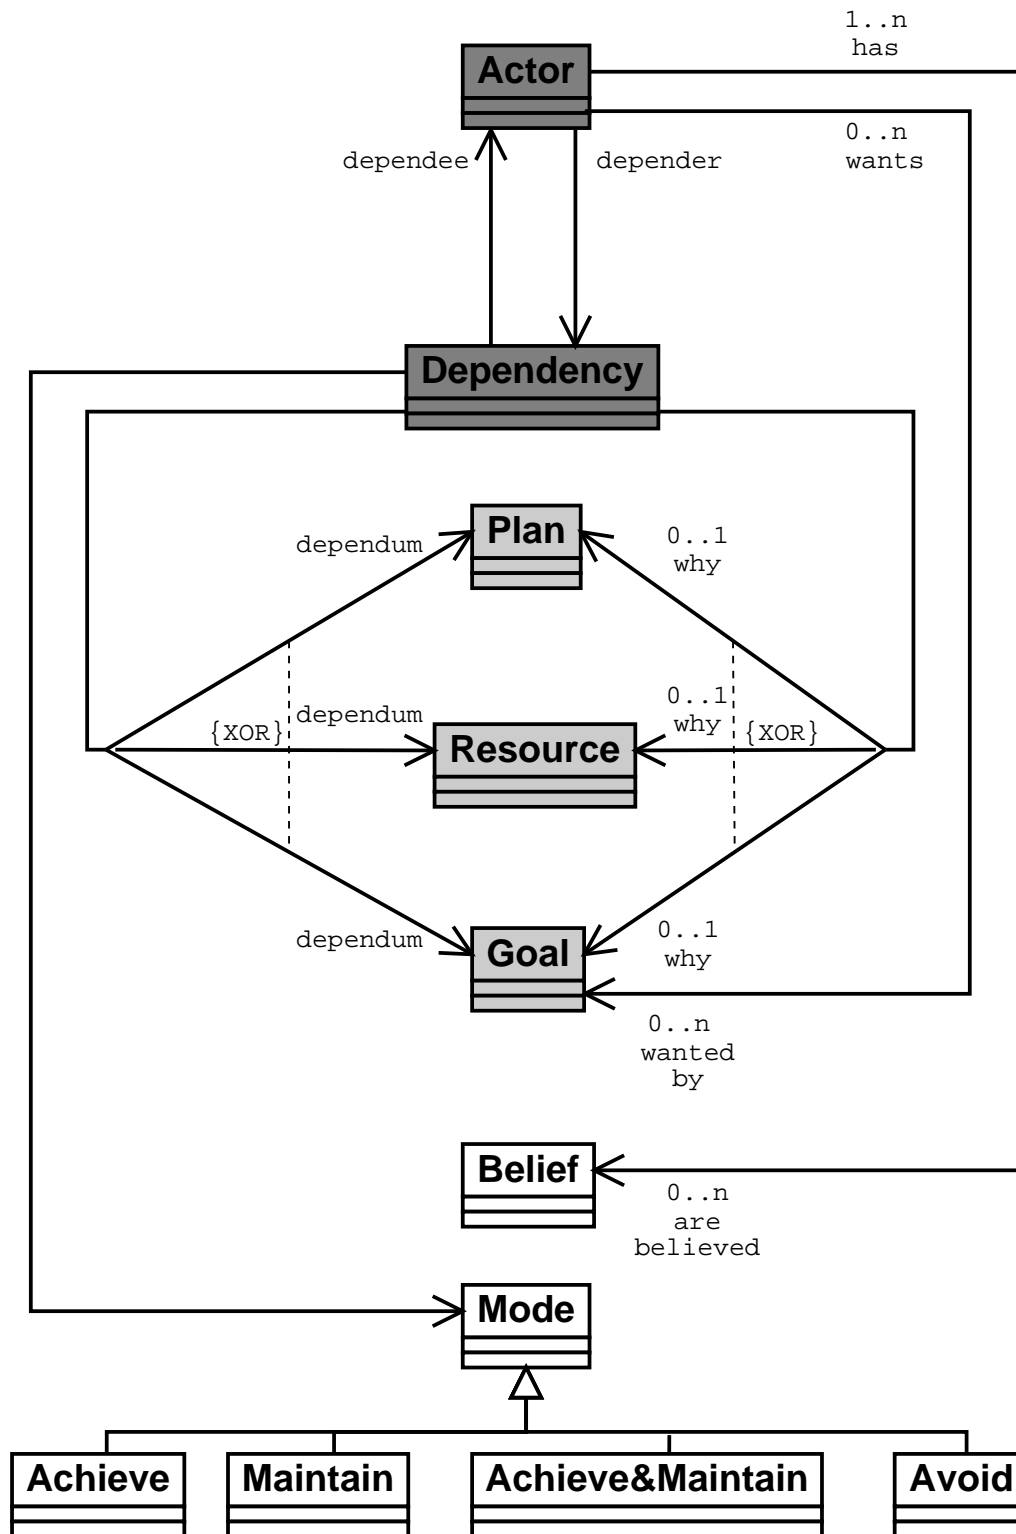 1..n
has
Actor
0..n
wants
dependee
depender
Dependency
Plan
dependum
0..1
why
dependum
0..1
why
{XOR}
{XOR}
Resource
dependum
Goal
0..1
why
0..n
wanted
by
Belief
0..n
are
believed
Mode
Achieve
Maintain
Achieve&Maintain
Avoid